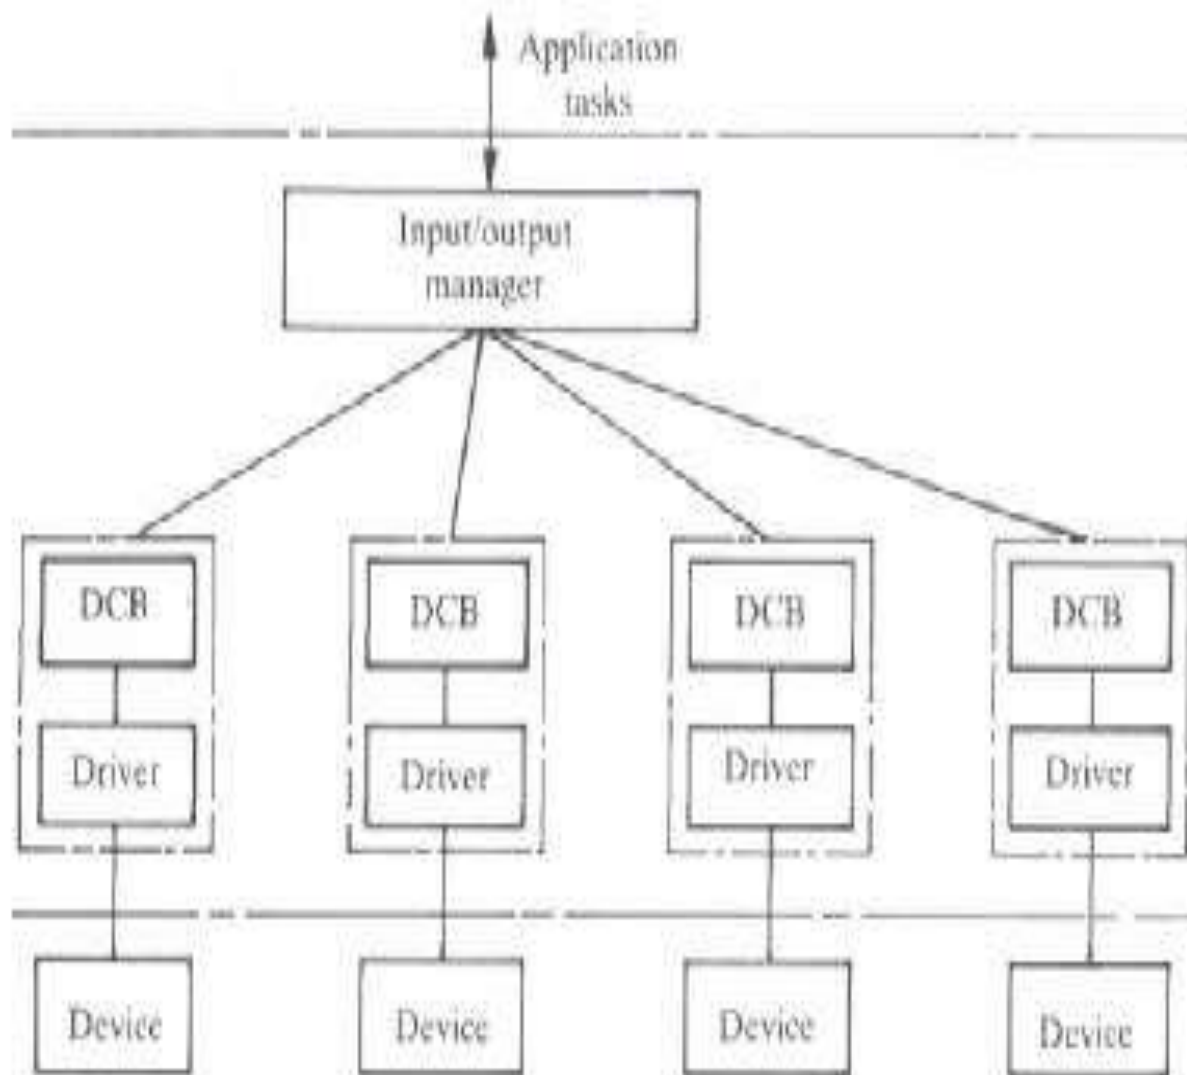 Application
tasks
Input/output
manager
DCB
DCB
DCB
DCB
Driver
Driver
Driver
Driver
Device
Device
Device
Device